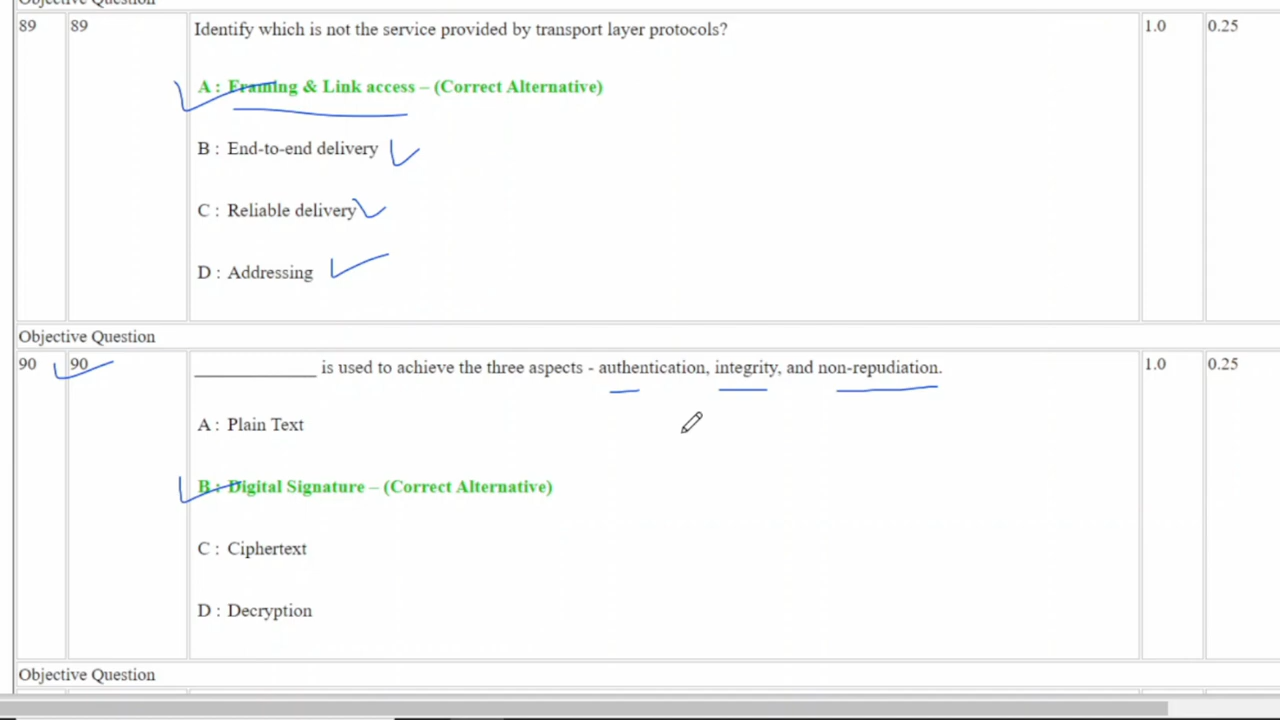 Objective Question
89 89 Identify which is not the service provided by transport layer protocols? 1.0 0.25
A : Framing & Link access – (Correct Alternative)
B : End-to-end delivery
C : Reliable delivery
D : Addressing
Objective Question
90 90 _____________ is used to achieve the three aspects - authentication, integrity, and non-repudiation. 1.0 0.25
A : Plain Text
B : Digital Signature – (Correct Alternative)
C : Ciphertext
D : Decryption
Objective Question